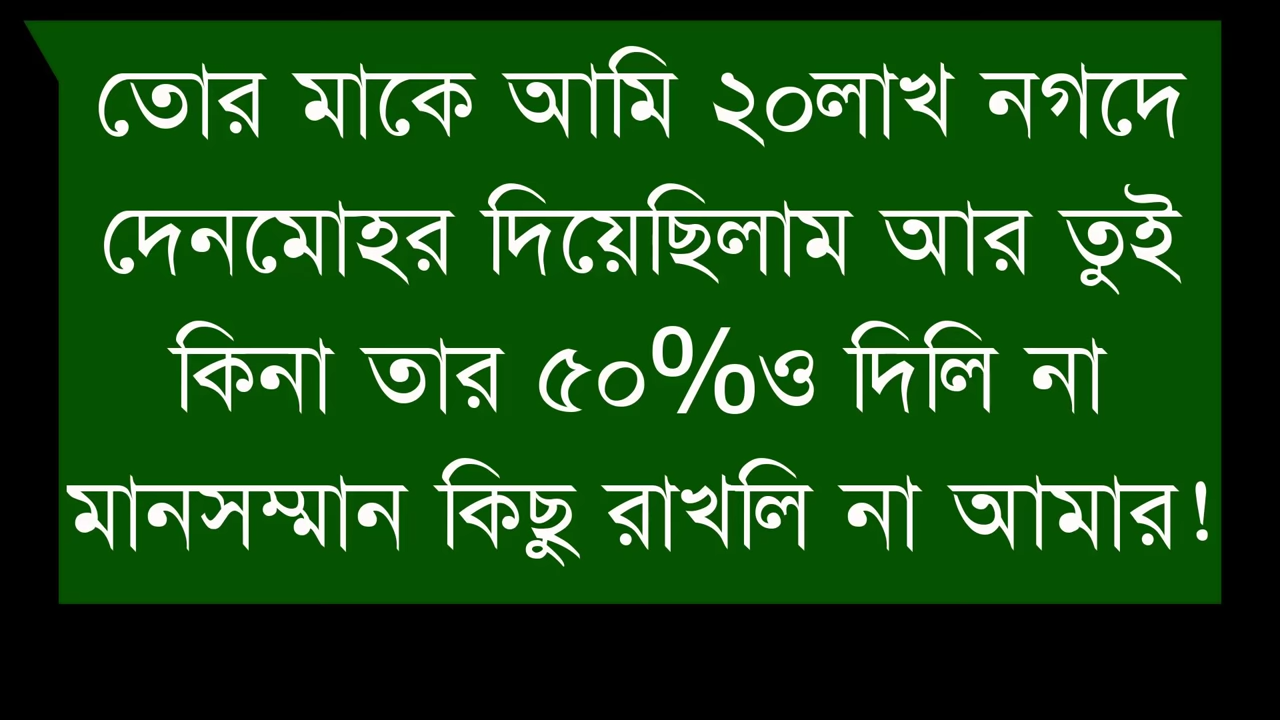 তোর মাকে আমি ২০লাখ নগদে
দেনমোহর দিয়েছিলাম আর তুই
কিনা তার ৫০%ও দিলি না
মানসম্মান কিছু রাখলি না আমার!